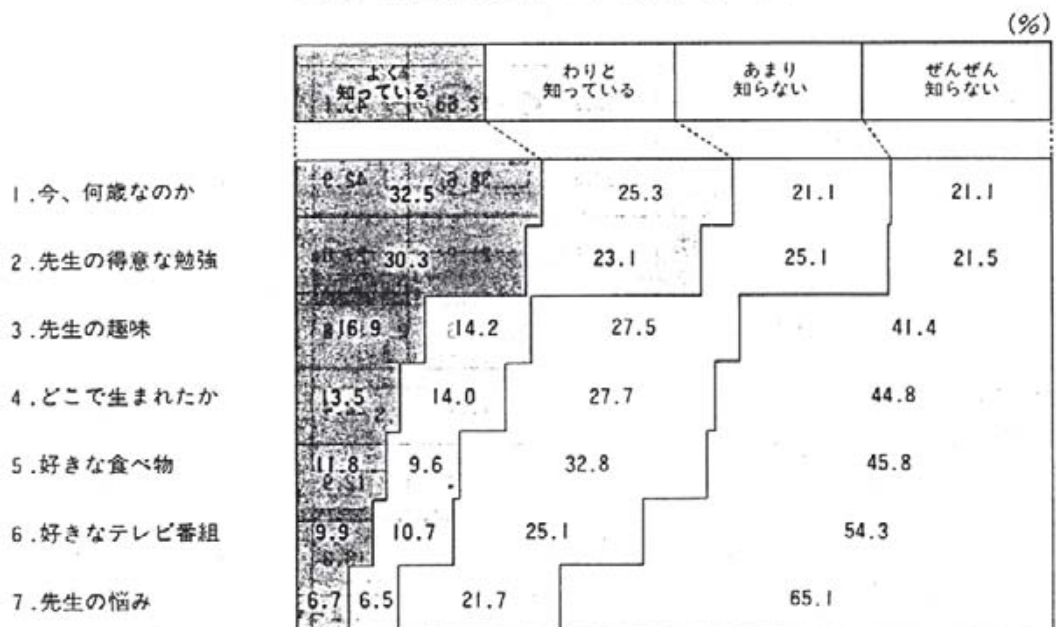 (%)
よく
知っている
わりと
知っている
あまり
知らない
ぜんぜん
知らない
1.今、何歳なのか 32.5 25.3 21.1 21.1
2.先生の得意な勉強 30.3 23.1 25.1 21.5
3.先生の趣味 16.9 14.2 27.5 41.4
4.どこで生まれたか 13.5 14.0 27.7 44.8
5.好きな食べ物 11.8 9.6 32.8 45.8
6.好きなテレビ番組 9.9 10.7 25.1 54.3
7.先生の悩み 6.7 6.5 21.7 65.1